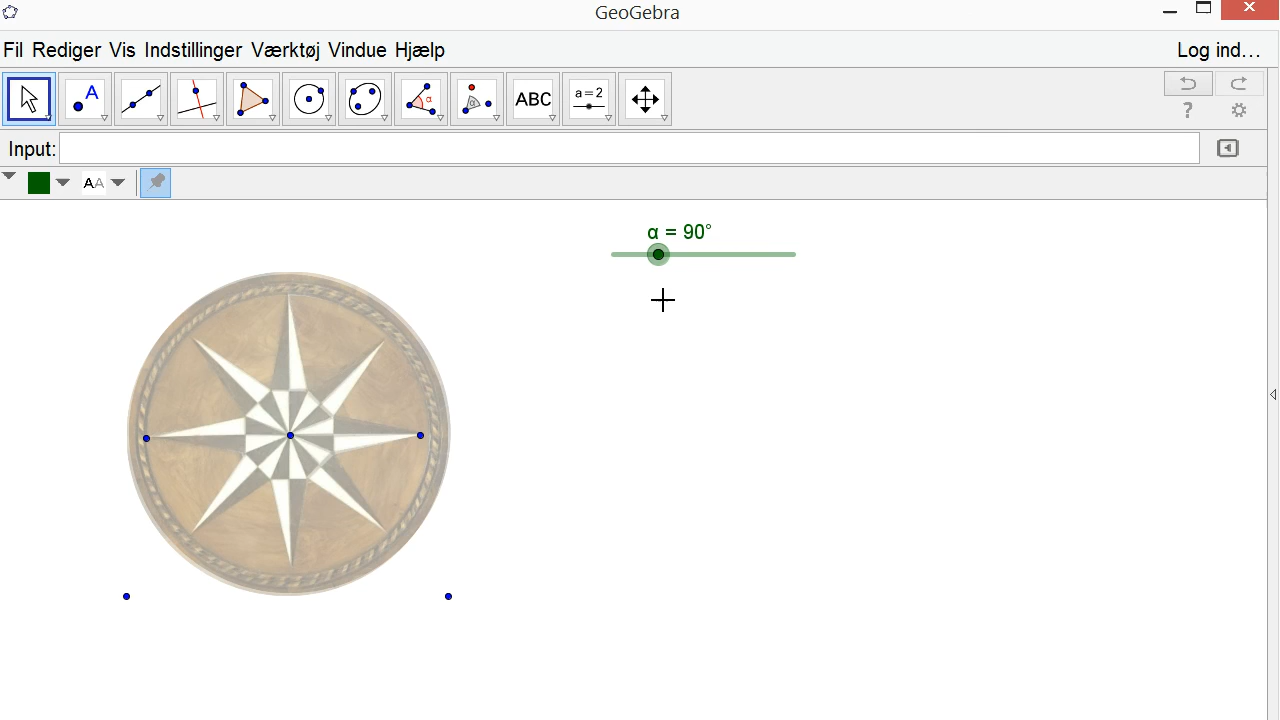 GeoGebra
Fil Rediger Vis Indstillinger Værktøj Vindue Hjælp Log ind...
A α α ABC a = 2
?
Input:
AA
α = 90°